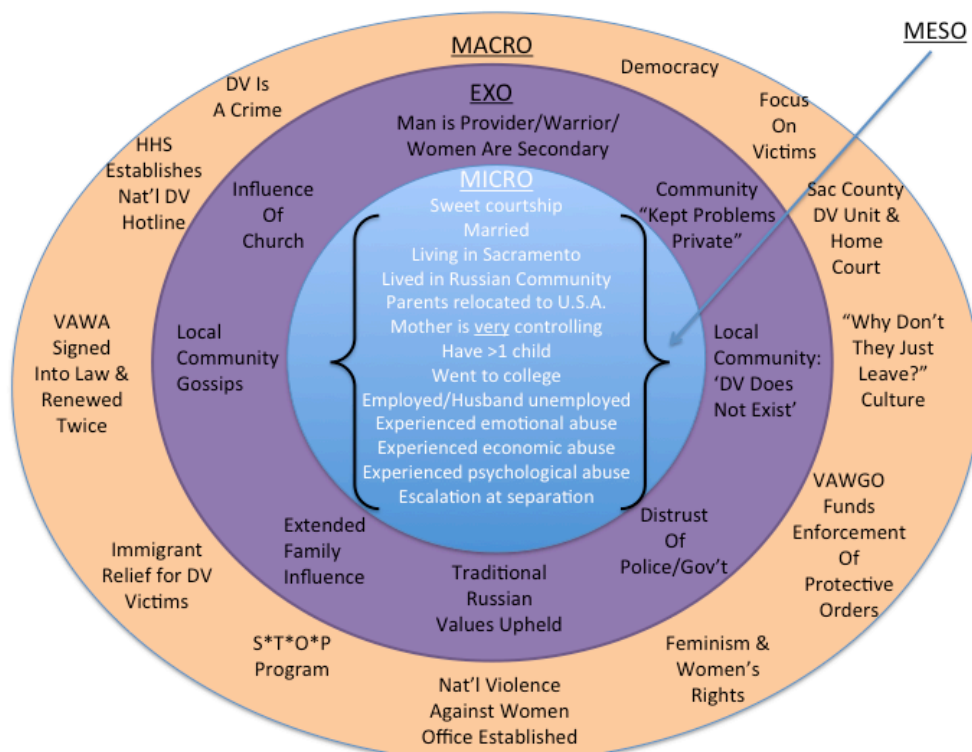 MESO
MACRO
Democracy
DV Is
A Crime
Focus
On
Victims
HHS
Establishes
Nat'l DV
Hotline
Sac County
DV Unit &
Home
Court
VAWA
Signed
Into Law &
Renewed
Twice
“Why Don't
They Just
Leave?”
Culture
VAWGO
Funds
Enforcement
Of
Protective
Orders
Immigrant
Relief for DV
Victims
S*T*O*P
Program
Nat'l Violence
Against Women
Office Established
Feminism &
Women's
Rights
EXO
Man is Provider/Warrior/
Women Are Secondary
Influence
Of
Church
Community
“Kept Problems
Private”
Local
Community
Gossips
Local
Community:
‘DV Does
Not Exist’
Extended
Family
Influence
Traditional
Russian
Values Upheld
Distrust
Of
Police/Gov't
MICRO
Sweet courtship
Married
Living in Sacramento
Lived in Russian Community
Parents relocated to U.S.A.
Mother is very controlling
Have >1 child
Went to college
Employed/Husband unemployed
Experienced emotional abuse
Experienced economic abuse
Experienced psychological abuse
Escalation at separation